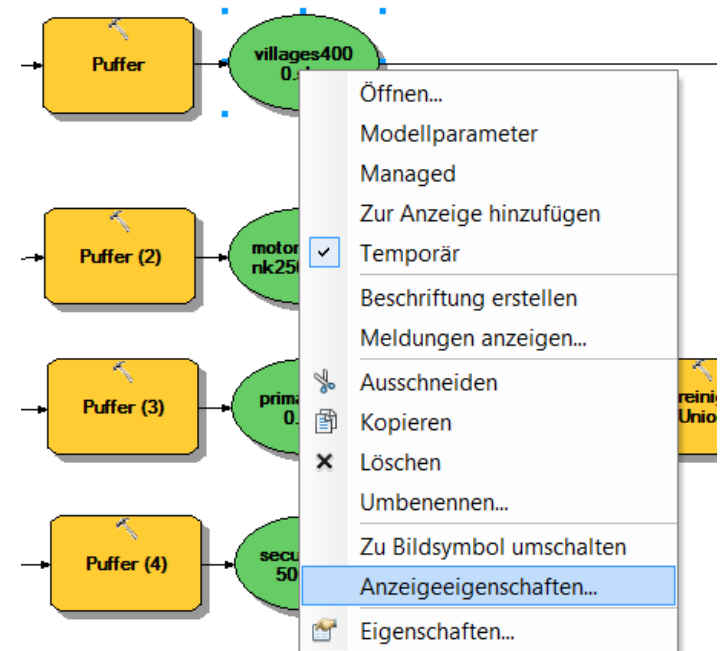 Puffer
villages400
Öffnen...
Modellparameter
Managed
Zur Anzeige hinzufügen
Puffer (2)
Temporär
Beschriftung erstellen
Meldungen anzeigen...
Puffer (3)
Ausschneiden
Kopieren
Löschen
Umbenennen...
Puffer (4)
Zu Bildsymbol umschalten
Anzeigeeigenschaften...
Eigenschaften...